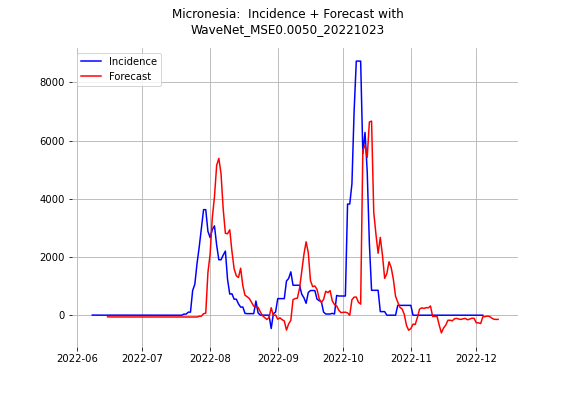 Micronesia:  Incidence + Forecast with
WaveNet_MSE0.0050_20221023
Incidence
Forecast
8000
6000
4000
2000
0
2022-06 2022-07 2022-08 2022-09 2022-10 2022-11 2022-12